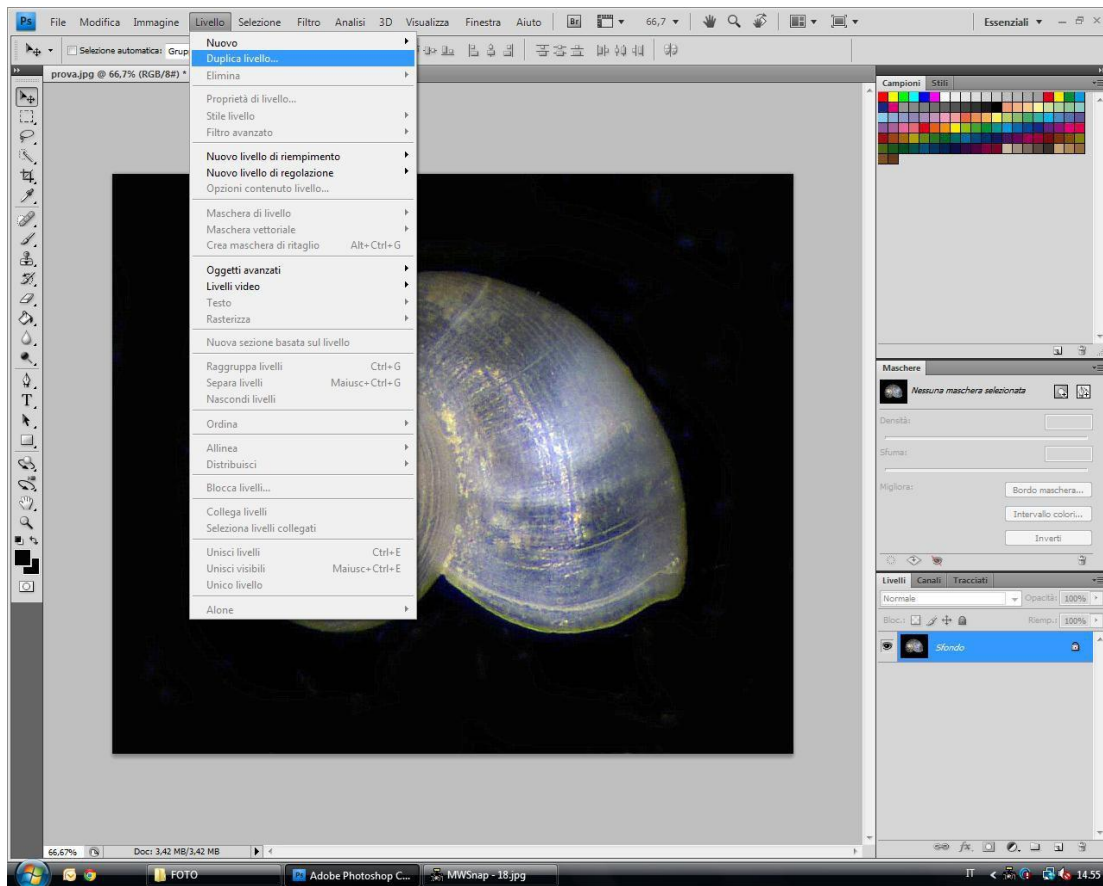 Ps File Modifica Immagine Livello Selezione Filtro Analisi 3D Visualizza Finestra Aiuto Br 66,7 Essenziali
Selezione automatica: Grup
prova.jpg @ 66,7% (RGB/8#) *
Nuovo
Duplica livello...
Elimina
Proprietà di livello...
Stile livello
Filtro avanzato
Nuovo livello di riempimento
Nuovo livello di regolazione
Opzioni contenuto livello...
Maschera di livello
Maschera vettoriale
Crea maschera di ritaglio Alt+Ctrl+G
Oggetti avanzati
Livelli video
Testo
Rasterizza
Nuova sezione basata sul livello
Raggruppa livelli Ctrl+G
Separa livelli Maiusc+Ctrl+G
Nascondi livelli
Ordina
Allinea
Distribuisci
Blocca livelli...
Collega livelli
Seleziona livelli collegati
Unisci livelli Ctrl+E
Unisci visibili Maiusc+Ctrl+E
Unico livello
Alone
Campioni Stili
Maschere
Nessuna maschera selezionata
Densità:
Sfuma:
Migliora: Bordo maschera...
Intervallo colori...
Inverti
Livelli Canali Tracciati
Normale Opacità: 100%
Bloc.: Riemp.: 100%
Sfondo
66,67% Doc: 3,42 MB/3,42 MB
FOTO Ps Adobe Photoshop C... MWSnap - 18.jpg IT 14.55